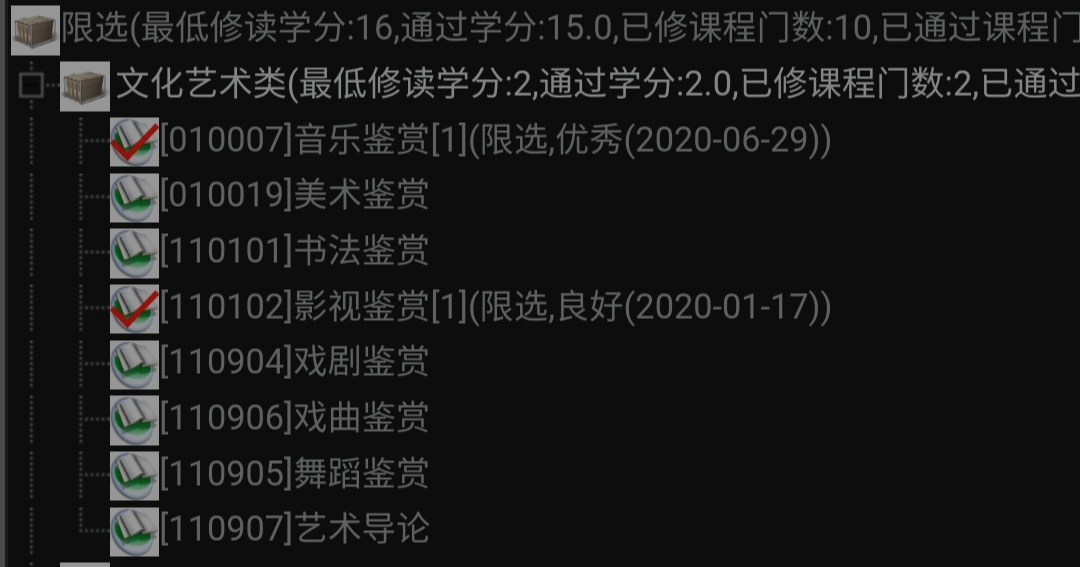 限选(最低修读学分:16,通过学分:15.0,已修课程门数:10,已通过课程门
文化艺术类(最低修读学分:2,通过学分:2.0,已修课程门数:2,已通过
[010007]音乐鉴赏[1](限选,优秀(2020-06-29))
[010019]美术鉴赏
[110101]书法鉴赏
[110102]影视鉴赏[1](限选,良好(2020-01-17))
[110904]戏剧鉴赏
[110906]戏曲鉴赏
[110905]舞蹈鉴赏
[110907]艺术导论